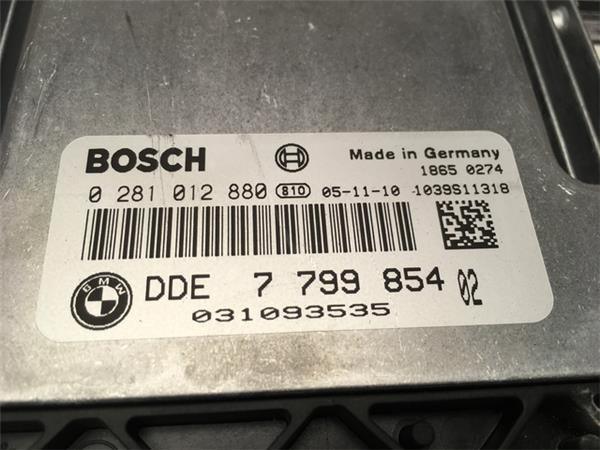 BOSCH Made in Germany
1865 0274
0 281 012 880 810 05-11-10 1039S11318
BMW DDE 7 799 854 02
031093535